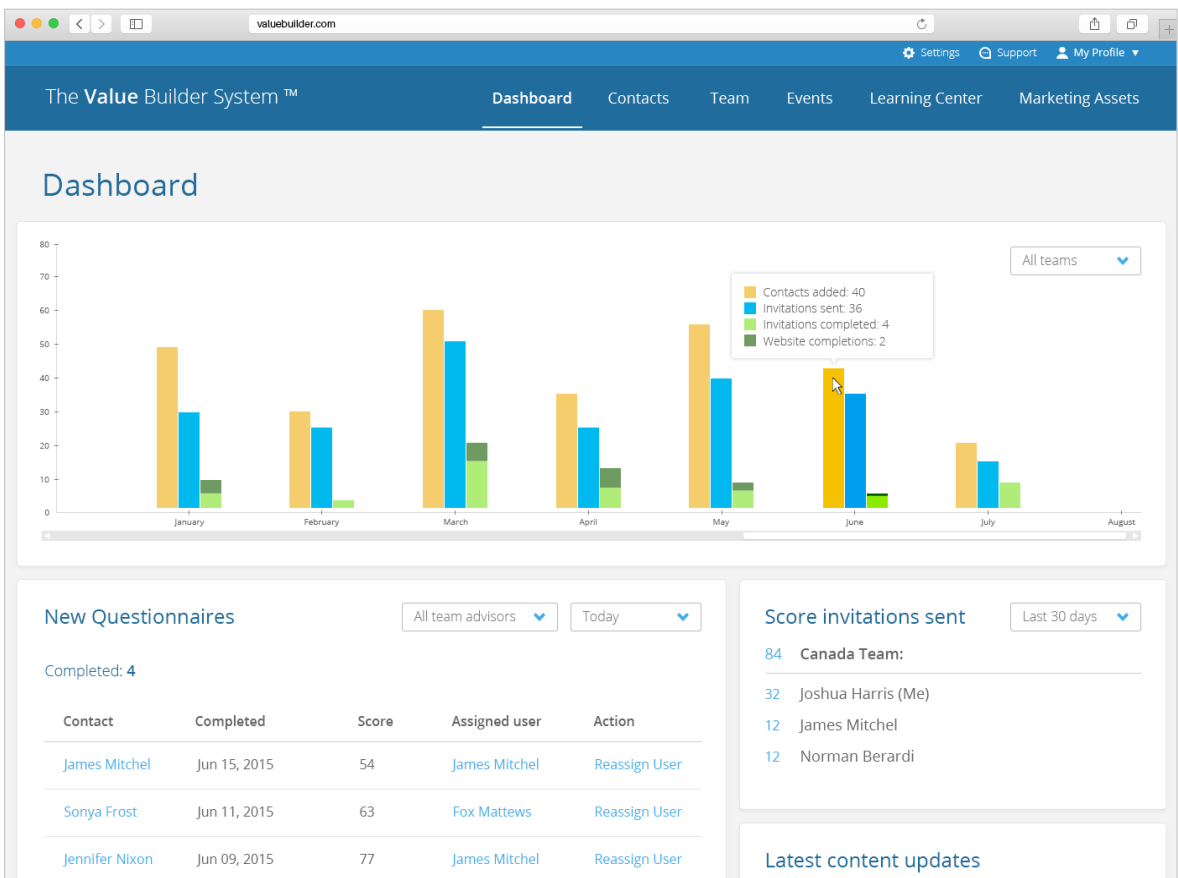 valuebuilder.com
Settings Support My Profile ▼
The Value Builder System ™ Dashboard Contacts Team Events Learning Center Marketing Assets
Dashboard
All teams
80
70
60
50
40
30
20
10
0
Contacts added: 40
Invitations sent: 36
Invitations completed: 4
Website completions: 2
January February March April May June July August
New Questionnaires All team advisors Today
Completed: 4
Contact Completed Score Assigned user Action
James Mitchel Jun 15, 2015 54 James Mitchel Reassign User
Sonya Frost Jun 11, 2015 63 Fox Mattews Reassign User
Jennifer Nixon Jun 09, 2015 77 James Mitchel Reassign User
Score invitations sent Last 30 days
84 Canada Team:
32 Joshua Harris (Me)
12 James Mitchel
12 Norman Berardi
Latest content updates